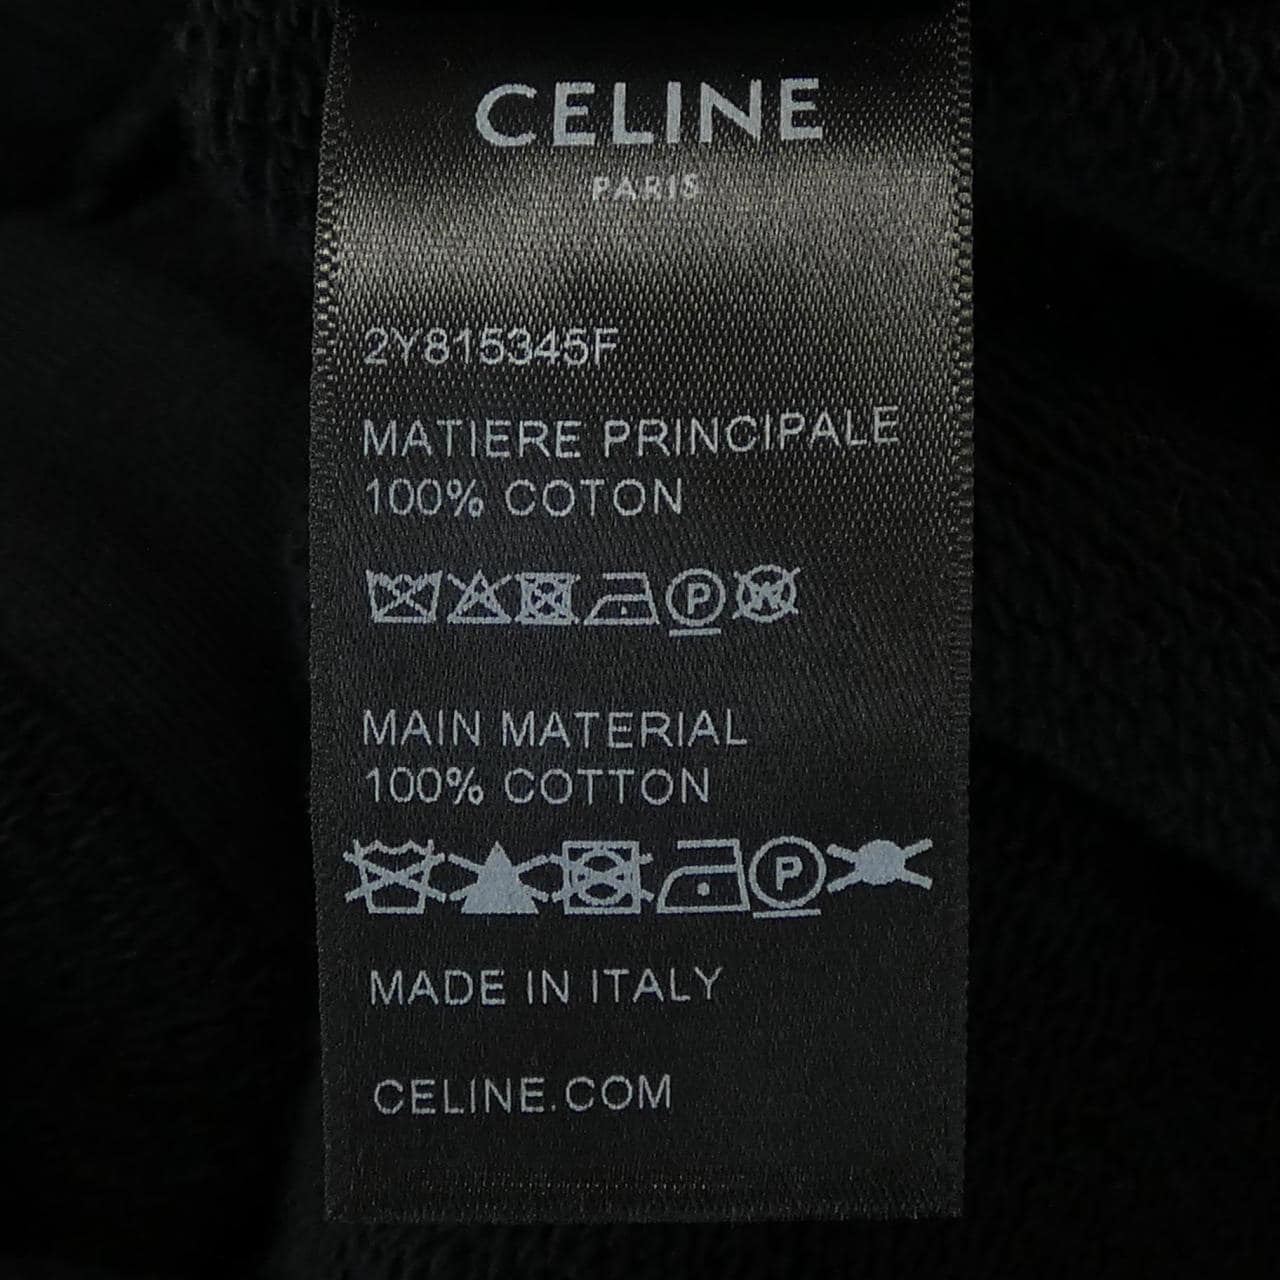 CELINE
PARIS
2Y815345F
MATIERE PRINCIPALE
100% COTON
P W
MAIN MATERIAL
100% COTTON
P
MADE IN ITALY
CELINE.COM